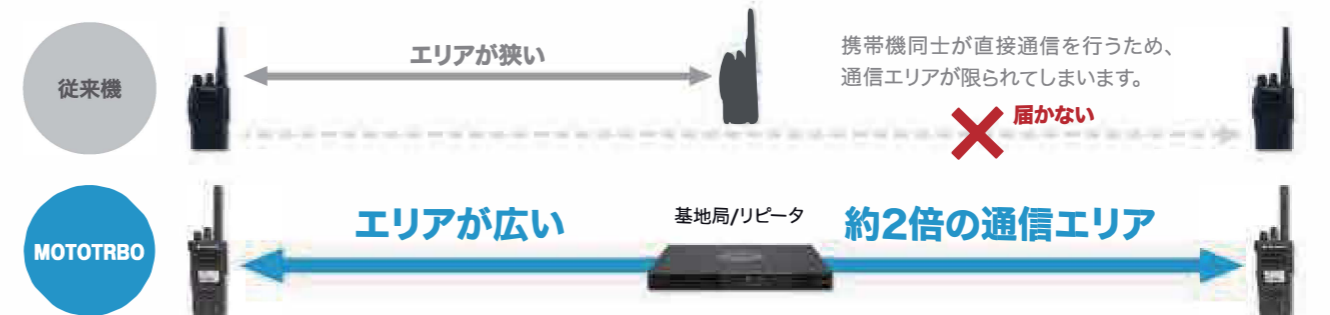 従来機
エリアが狭い
携帯機同士が直接通信を行うため、
通信エリアが限られてしまいます。
届かない
MOTOTRBO
エリアが広い
基地局/リピータ
約2倍の通信エリア